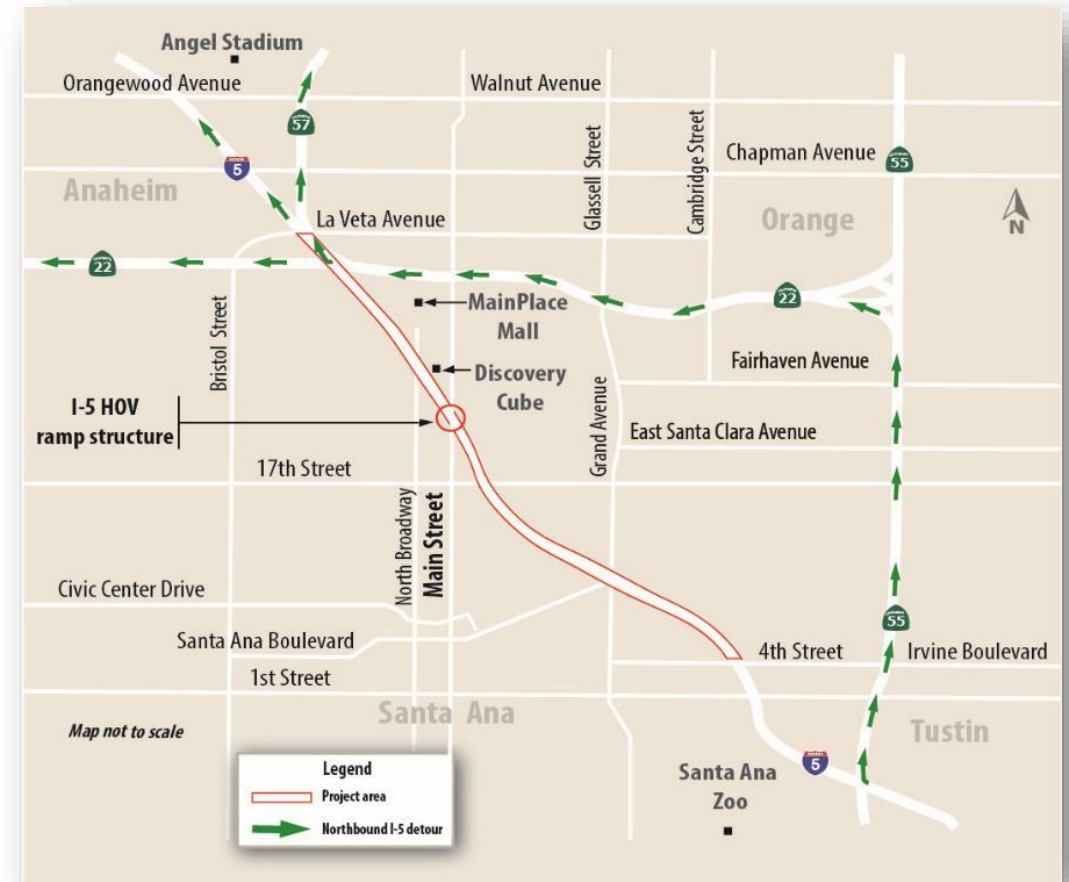 Angel Stadium
Orangewood Avenue
Walnut Avenue
57
Glassell Street
Cambridge Street
Chapman Avenue
55
5
Anaheim
Orange
N
La Veta Avenue
22
22
MainPlace
Mall
Bristol Street
Fairhaven Avenue
Discovery
Cube
I-5 HOV
ramp structure
East Santa Clara Avenue
Grand Avenue
17th Street
North Broadway
Main Street
Civic Center Drive
55
Santa Ana Boulevard
4th Street
Irvine Boulevard
1st Street
Santa Ana
Map not to scale
Tustin
5
Santa Ana
Zoo
Legend
Project area
Northbound I-5 detour